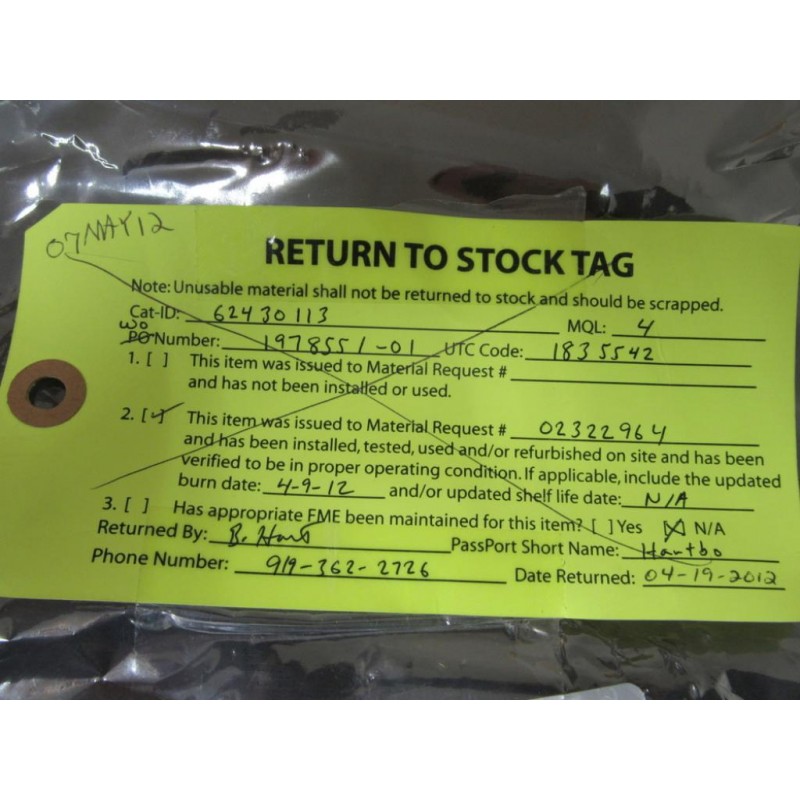 07 MAY 12
RETURN TO STOCK TAG
Note: Unusable material shall not be returned to stock and should be scrapped.
Cat-ID: 62430113 MQL: 4
WO
PO Number: 1978551-01 UTC Code: 1835542
1. [ ] This item was issued to Material Request #
and has not been installed or used.
2. [✓] This item was issued to Material Request # 02322964
and has been installed, tested, used and/or refurbished on site and has been
verified to be in proper operating condition. If applicable, include the updated
burn date: 4-9-12 and/or updated shelf life date: N/A
3. [ ] Has appropriate FME been maintained for this item? [ ] Yes [X] N/A
Returned By: B. Hart PassPort Short Name: Hartbo
Phone Number: 919-362-2726 Date Returned: 04-19-2012